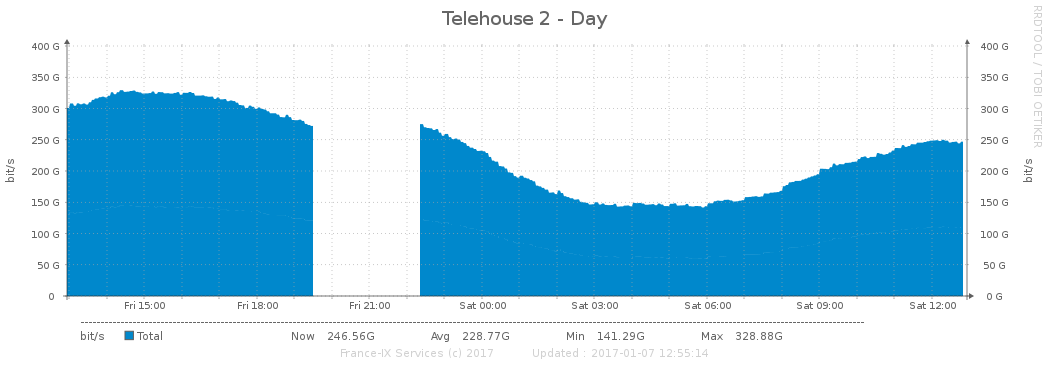 Telehouse 2 - Day
RRDTOOL / TOBI OETIKER
400 G 400 G
350 G 350 G
300 G 300 G
250 G 250 G
200 G 200 G
150 G 150 G
100 G 100 G
50 G 50 G
0 0 G
bit/s bit/s
Fri 15:00 Fri 18:00 Fri 21:00 Sat 00:00 Sat 03:00 Sat 06:00 Sat 09:00 Sat 12:00
bit/s Total Now 246.56G Avg 228.77G Min 141.29G Max 328.88G
France-IX Services (c) 2017 Updated : 2017-01-07 12:55:14